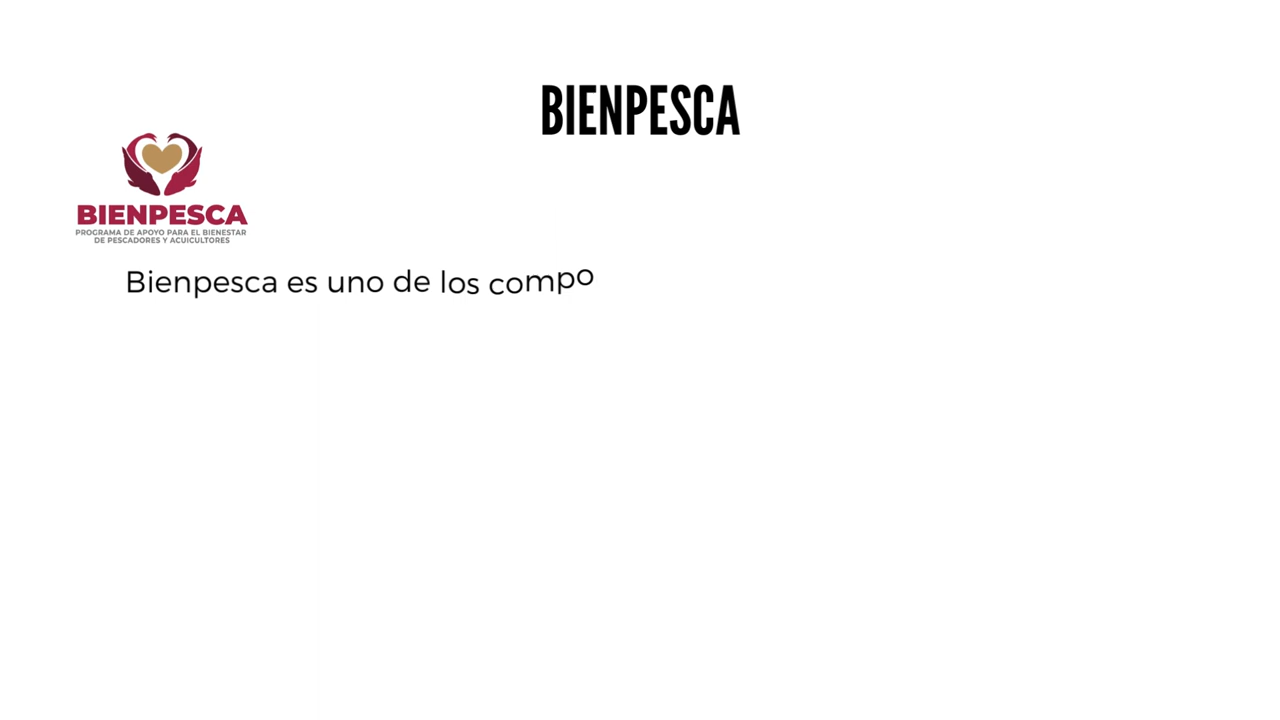 BIENPESCA
BIENPESCA
PROGRAMA DE APOYO PARA EL BIENESTAR
DE PESCADORES Y ACUICULTORES
Bienpesca es uno de los compo